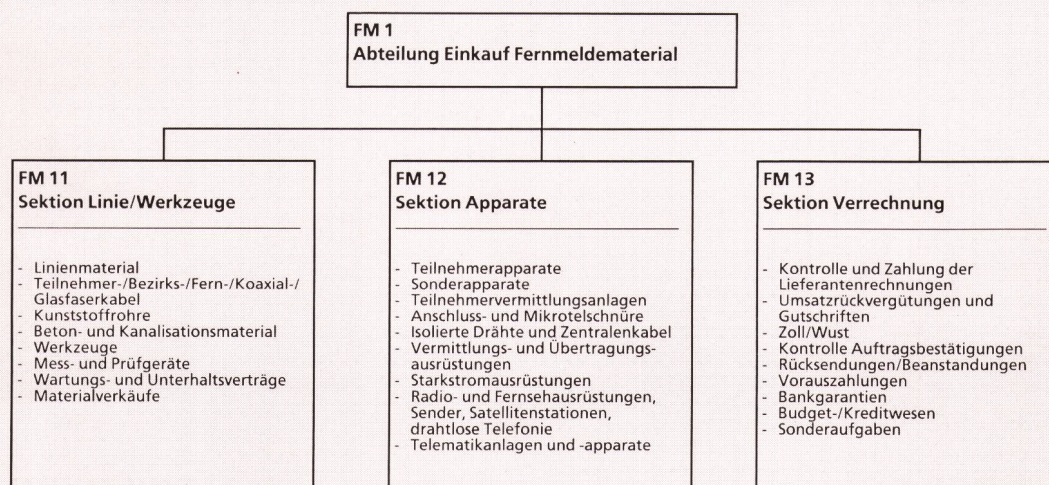 FM 1
Abteilung Einkauf Fernmeldematerial
FM 11
Sektion Linie/Werkzeuge
- Linienmaterial
- Teilnehmer-/Bezirks-/Fern-/Koaxial-/
Glasfaserkabel
- Kunststoffrohre
- Beton- und Kanalisationsmaterial
- Werkzeuge
- Mess- und Prüfgeräte
- Wartungs- und Unterhaltsverträge
- Materialverkäufe
FM 12
Sektion Apparate
- Teilnehmerapparate
- Sonderapparate
- Teilnehmervermittlungsanlagen
- Anschluss- und Mikrotelschnüre
- Isolierte Drähte und Zentralenkabel
- Vermittlungs- und Übertragungs-
ausrüstungen
- Starkstromausrüstungen
- Radio- und Fernsehausrüstungen,
Sender, Satellitenstationen,
drahtlose Telefonie
- Telematikanlagen und -apparate
FM 13
Sektion Verrechnung
- Kontrolle und Zahlung der
Lieferantenrechnungen
- Umsatzrückvergütungen und
Gutschriften
- Zoll/Wust
- Kontrolle Auftragsbestätigungen
- Rücksendungen/Beanstandungen
- Vorauszahlungen
- Bankgarantien
- Budget-/Kreditwesen
- Sonderaufgaben